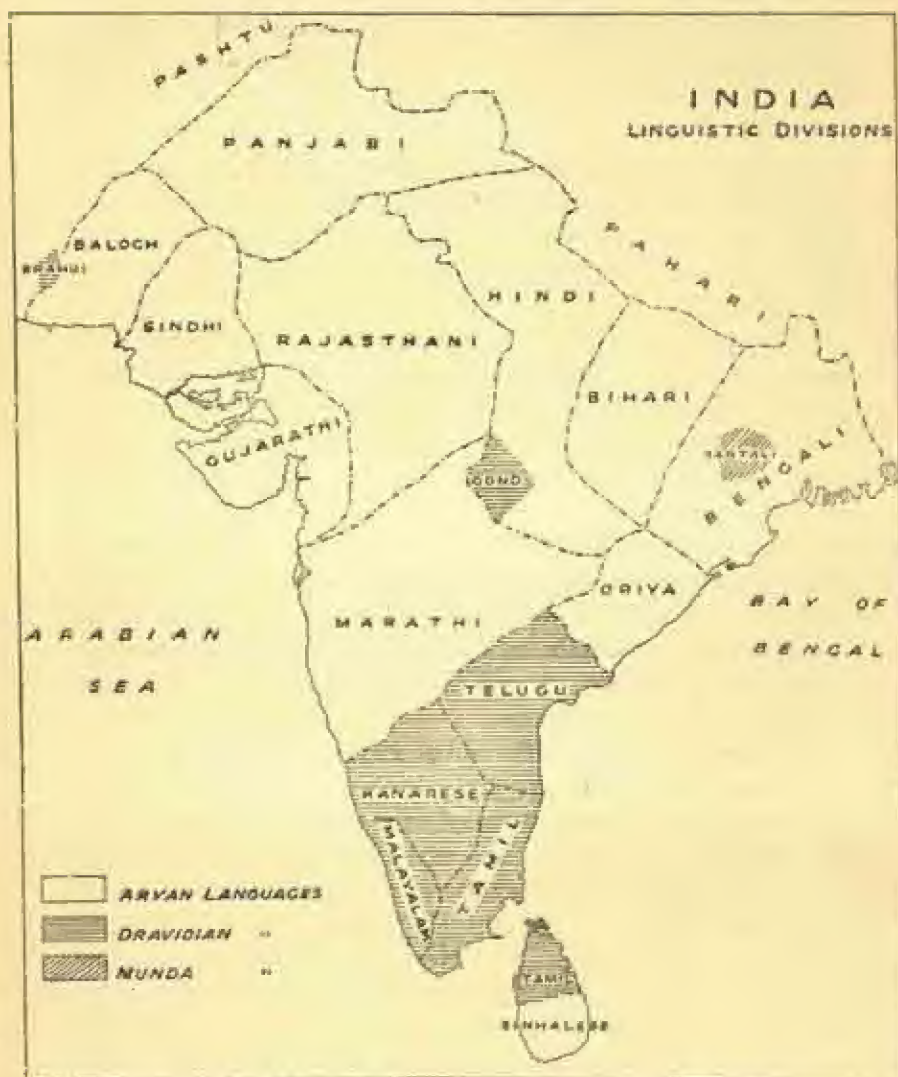 PASHTU
INDIA
LINGUISTIC DIVISIONS
PANJABI
PAHARI
BALOCH
BRAHUI
SINDHI
HINDI
RAJASTHANI
BIHARI
GUJARATHI
SANTALI
BENGALI
GOND
ORIYA
BAY OF
BENGAL
ARABIAN
SEA
MARATHI
TELUGU
KANARESE
MALAYALAM
TAMIL
ARYAN LANGUAGES
DRAVIDIAN "
MUNDA "
TAMIL
SINHALESE